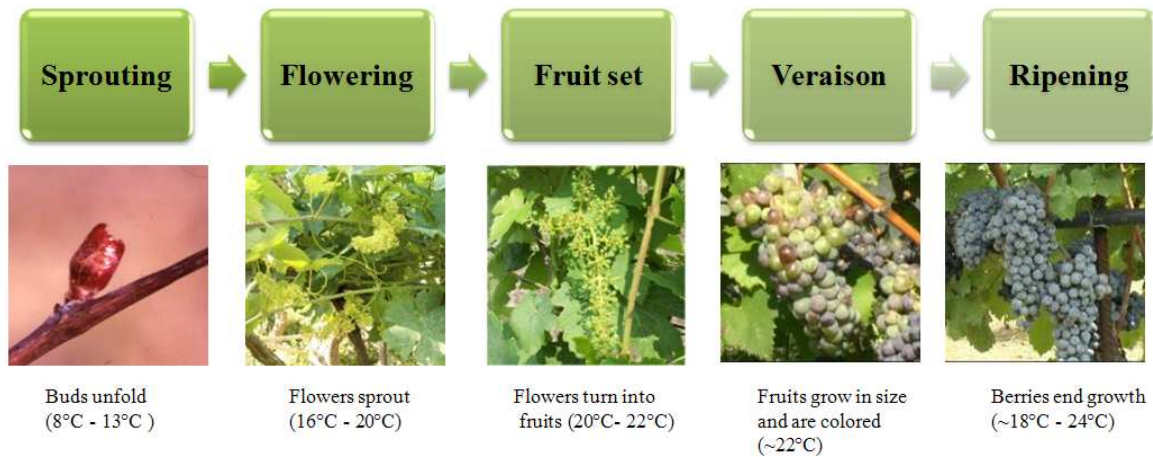 Sprouting
Flowering
Fruit set
Veraison
Ripening
Buds unfold
(8°C - 13°C )
Flowers sprout
(16°C - 20°C)
Flowers turn into
fruits (20°C- 22°C)
Fruits grow in size
and are colored
(~22°C)
Berries end growth
(~18°C - 24°C)